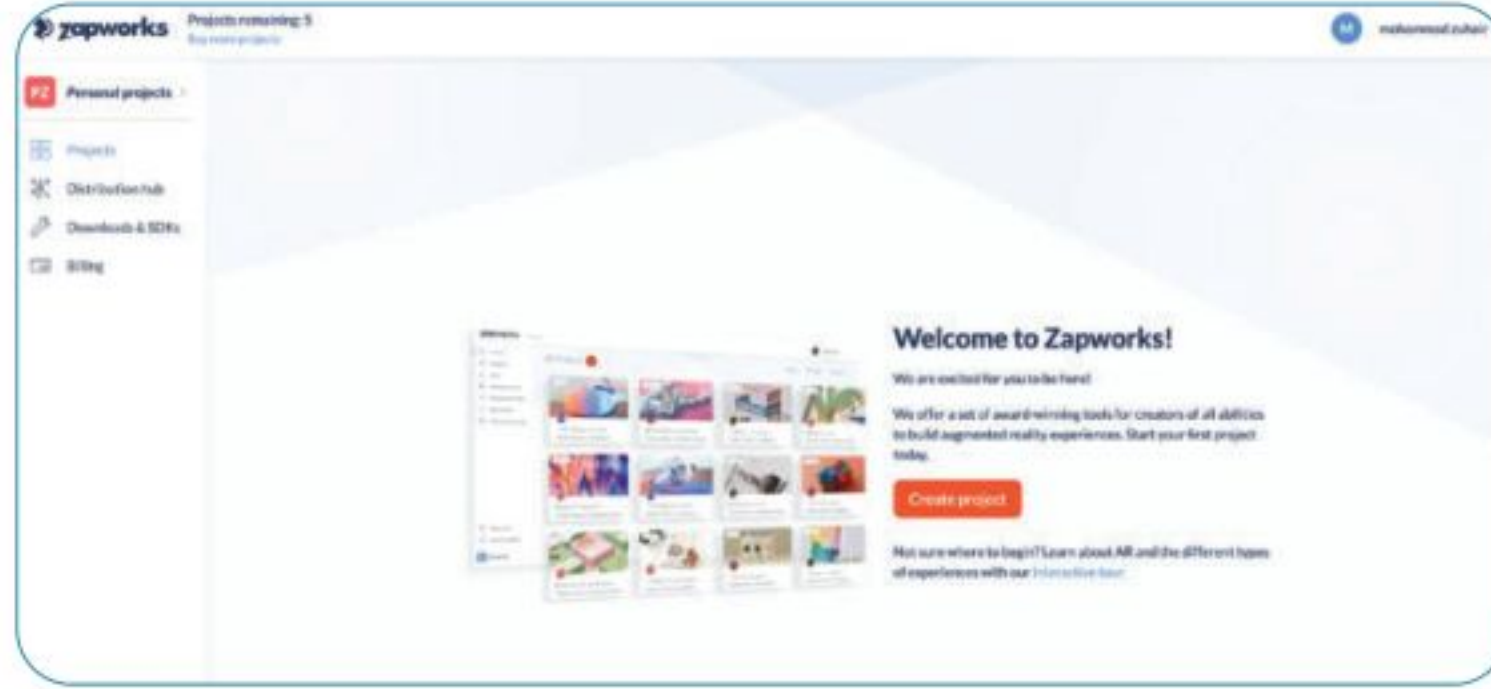 zapworks
Projects remaining: 5
Buy more projects
M
mohammad.zuhair
PZ
Personal projects
Projects
Distribution hub
Downloads & SDKs
Billing
Welcome to Zapworks!
We are excited for you to be here!
We offer a set of award-winning tools for creators of all abilities
to build augmented reality experiences. Start your first project
today.
Create project
Not sure where to begin? Learn about AR and the different types
of experiences with our interactive tour